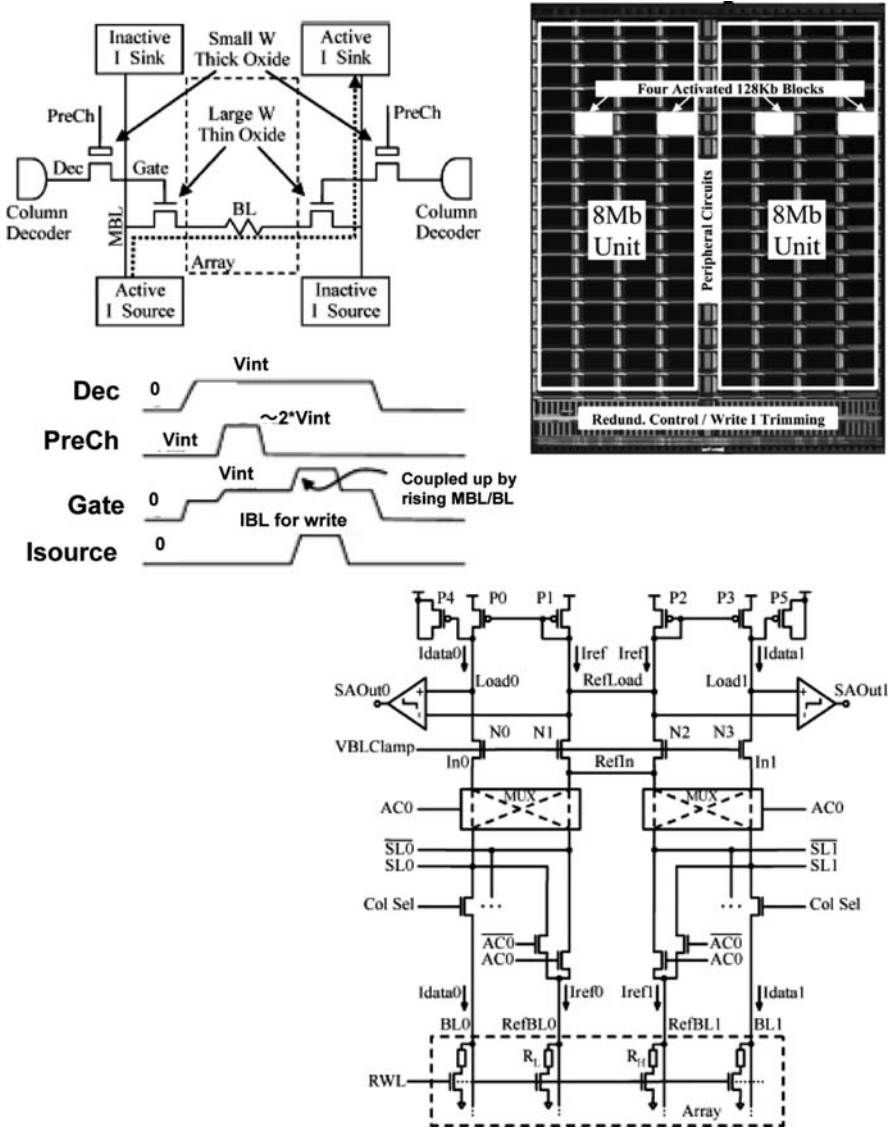 Inactive
I Sink
Small W
Thick Oxide
Active
I Sink
PreCh
Large W
Thin Oxide
PreCh
Dec
Gate
Column
Decoder
MBL
BL
Column
Decoder
Array
Active
I Source
Inactive
I Source
Four Activated 128Kb Blocks
8Mb
Unit
Peripheral Circuits
8Mb
Unit
Redund. Control / Write I Trimming
Dec
0
Vint
PreCh
Vint
~2*Vint
Gate
0
Vint
Coupled up by
rising MBL/BL
Isource
0
IBL for write
P4
P0
P1
P2
P3
P5
Idata0
Iref
Iref
Idata1
SAOut0
Load0
RefLoad
Load1
SAOut1
+
-
+
-
VBLClamp
N0
N1
N2
N3
In0
RefIn
In1
AC0
MUX
MUX
AC0
SL0
SL0
SL1
SL1
Col Sel
...
...
Col Sel
AC0
AC0
AC0
AC0
Idata0
Iref0
Iref1
Idata1
BL0
RefBL0
RefBL1
BL1
RWL
RL
RH
Array